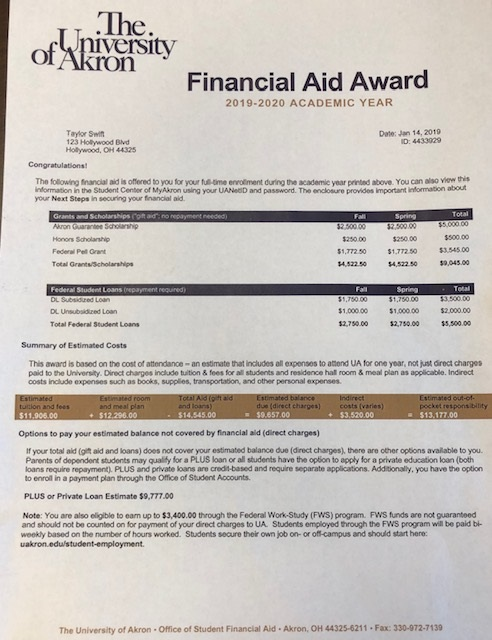 The
University
of Akron
Financial Aid Award
2019-2020 ACADEMIC YEAR
Taylor Swift Date: Jan 14, 2019
123 Hollywood Blvd ID: 4433929
Hollywood, OH 44325
Congratulations!
The following financial aid is offered to you for your full-time enrollment during the academic year printed above. You can also view this
information in the Student Center of MyAkron using your UANetID and password. The enclosure provides important information about
your Next Steps in securing your financial aid.
Grants and Scholarships ("gift aid"; no repayment needed) Fall Spring Total
Akron Guarantee Scholarship $2,500.00 $2,500.00 $5,000.00
Honors Scholarship $250.00 $250.00 $500.00
Federal Pell Grant $1,772.50 $1,772.50 $3,545.00
Total Grants/Scholarships $4,522.50 $4,522.50 $9,045.00
Federal Student Loans (repayment required) Fall Spring Total
DL Subsidized Loan $1,750.00 $1,750.00 $3,500.00
DL Unsubsidized Loan $1,000.00 $1,000.00 $2,000.00
Total Federal Student Loans $2,750.00 $2,750.00 $5,500.00
Summary of Estimated Costs
This award is based on the cost of attendance - an estimate that includes all expenses to attend UA for one year, not just direct charges
paid to the University. Direct charges include tuition & fees for all students and residence hall room & meal plan as applicable. Indirect
costs include expenses such as books, supplies, transportation, and other personal expenses.
Estimated Estimated room Total Aid (gift aid Estimated balance Indirect Estimated out-of-
tuition and fees and meal plan and loans) due (direct charges) costs (varies) pocket responsibility
$11,906.00 + $12,296.00 - $14,545.00 = $9,657.00 + $3,520.00 = $13,177.00
Options to pay your estimated balance not covered by financial aid (direct charges)
If your total aid (gift aid and loans) does not cover your estimated balance due (direct charges), there are other options available to you.
Parents of dependent students may qualify for a PLUS loan or all students have the option to apply for a private education loan (both
loans require repayment). PLUS and private loans are credit-based and require separate applications. Additionally, you have the option
to enroll in a payment plan through the Office of Student Accounts.
PLUS or Private Loan Estimate $9,777.00
Note: You are also eligible to earn up to $3,400.00 through the Federal Work-Study (FWS) program. FWS funds are not guaranteed
and should not be counted on for payment of your direct charges to UA. Students employed through the FWS program will be paid bi-
weekly based on the number of hours worked. Students secure their own job on- or off-campus and should start here:
uakron.edu/student-employment.
The University of Akron • Office of Student Financial Aid • Akron, OH 44325-6211 • Fax: 330-972-7139